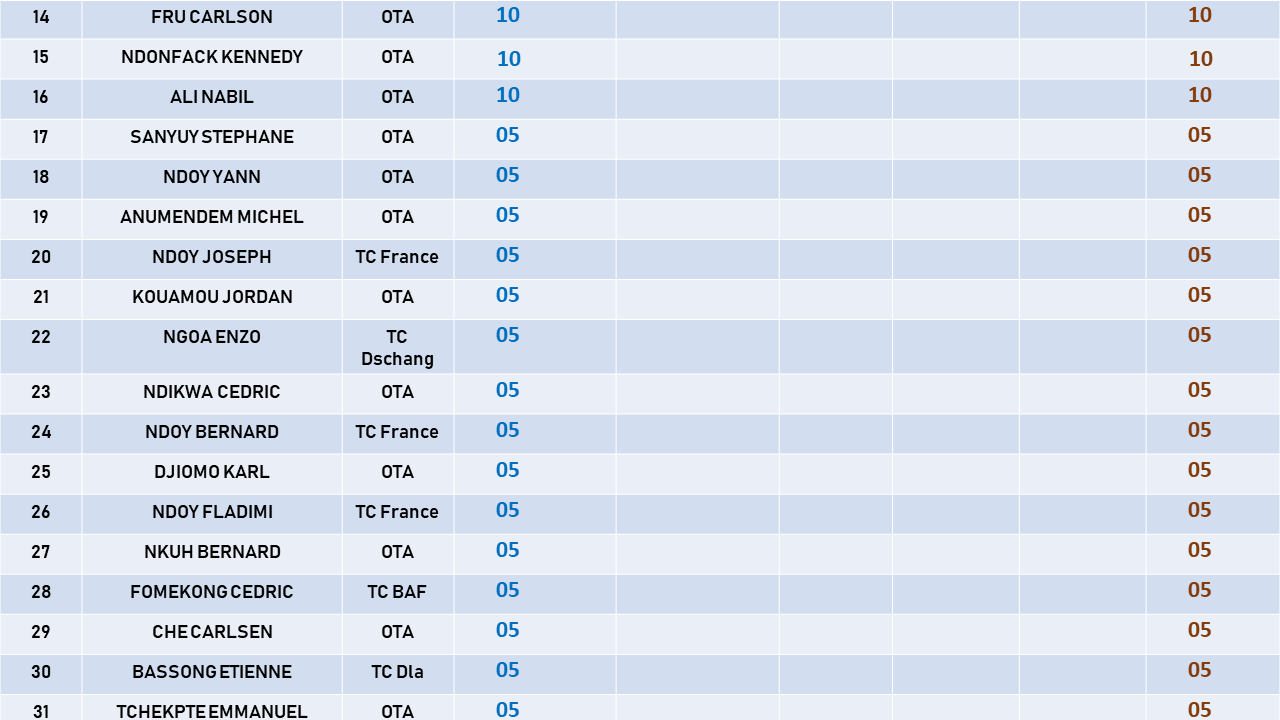 14 FRU CARLSON OTA 10 10
15 NDONFACK KENNEDY OTA 10 10
16 ALI NABIL OTA 10 10
17 SANYUY STEPHANE OTA 05 05
18 NDOY YANN OTA 05 05
19 ANUMENDEM MICHEL OTA 05 05
20 NDOY JOSEPH TC France 05 05
21 KOUAMOU JORDAN OTA 05 05
22 NGOA ENZO TC 05 05
Dschang
23 NDIKWA CEDRIC OTA 05 05
24 NDOY BERNARD TC France 05 05
25 DJIOMO KARL OTA 05 05
26 NDOY FLADIMI TC France 05 05
27 NKUH BERNARD OTA 05 05
28 FOMEKONG CEDRIC TC BAF 05 05
29 CHE CARLSEN OTA 05 05
30 BASSONG ETIENNE TC Dla 05 05
31 TCHEKPTE EMMANUEL OTA 05 05